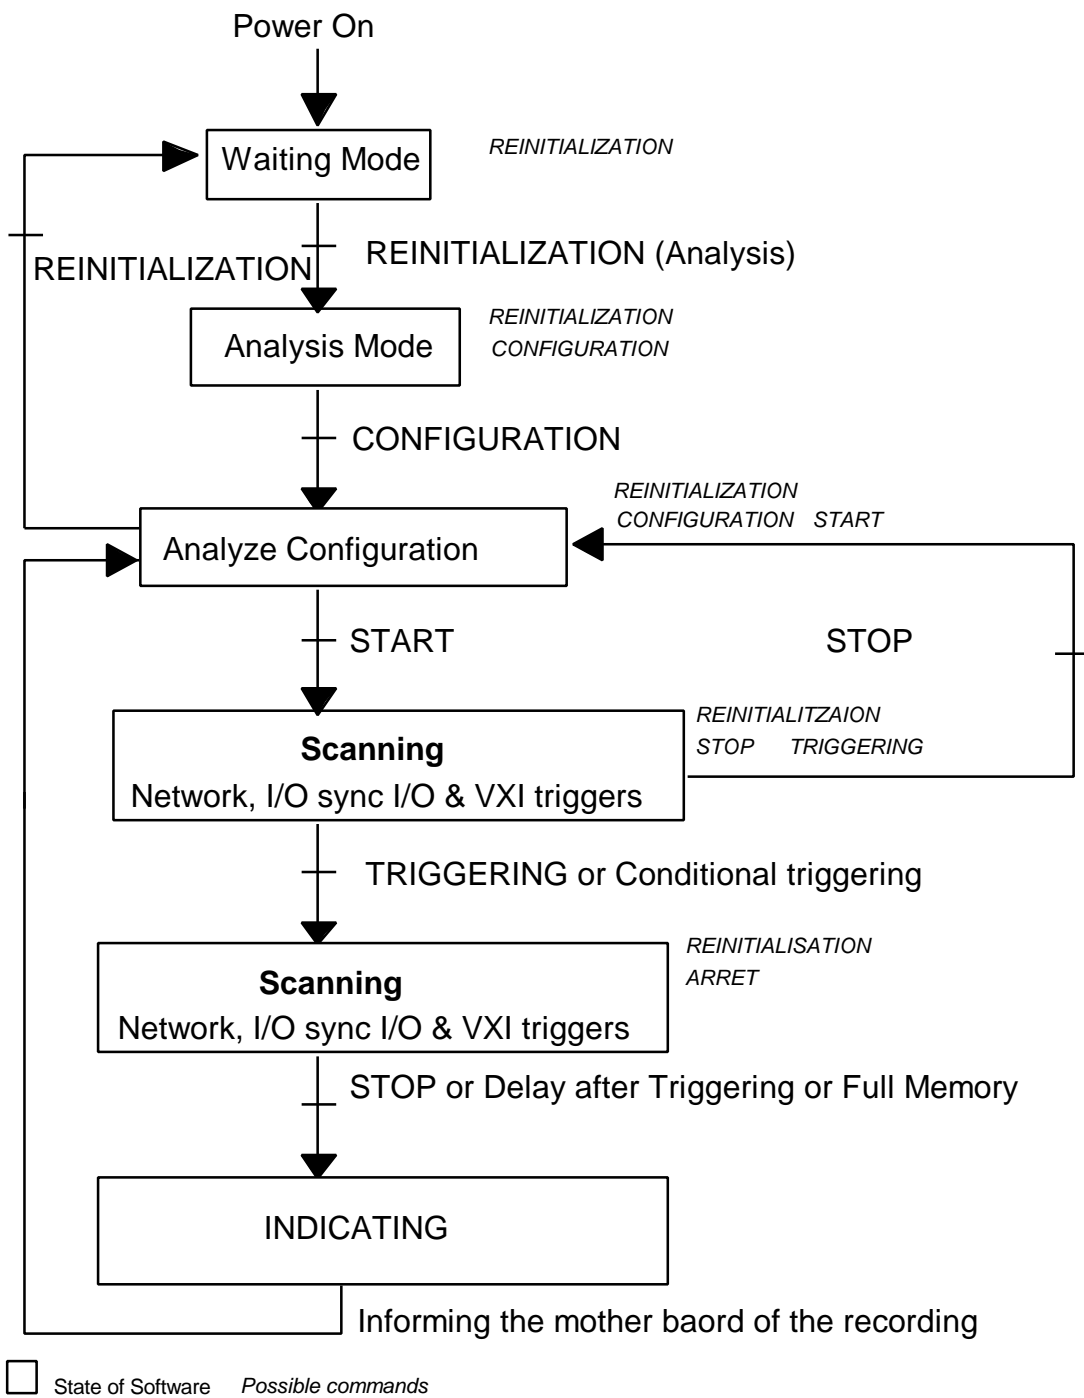 Power On
Waiting Mode
REINITIALIZATION
REINITIALIZATION
REINITIALIZATION (Analysis)
Analysis Mode
REINITIALIZATION
CONFIGURATION
CONFIGURATION
REINITIALIZATION
CONFIGURATION START
Analyze Configuration
START
STOP
Scanning
Network, I/O sync I/O & VXI triggers
REINITIALITZAION
STOP TRIGGERING
TRIGGERING or Conditional triggering
Scanning
Network, I/O sync I/O & VXI triggers
REINITIALISATION
ARRET
STOP or Delay after Triggering or Full Memory
INDICATING
Informing the mother baord of the recording
State of Software Possible commands